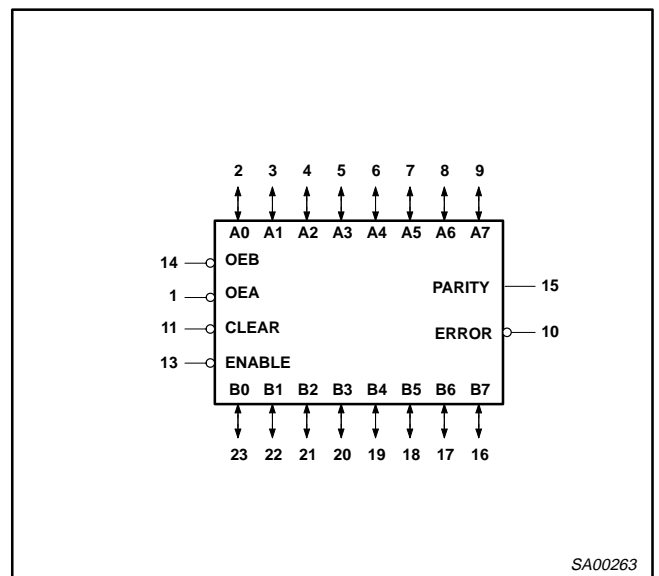 2 3 4 5 6 7 8 9
A0 A1 A2 A3 A4 A5 A6 A7
14 OEB
1 OEA
PARITY 15
11 CLEAR
ERROR 10
13 ENABLE
B0 B1 B2 B3 B4 B5 B6 B7
23 22 21 20 19 18 17 16
SA00263